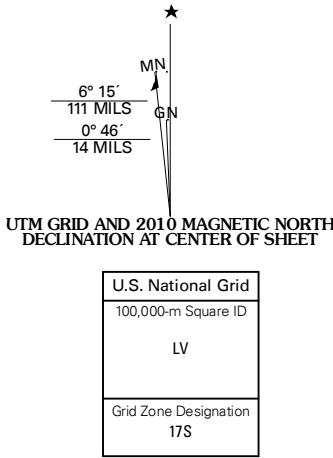 MN
6° 15´
111 MILS
GN
0° 46´
14 MILS
UTM GRID AND 2010 MAGNETIC NORTH
DECLINATION AT CENTER OF SHEET
U.S. National Grid
100,000-m Square ID
LV
Grid Zone Designation
17S